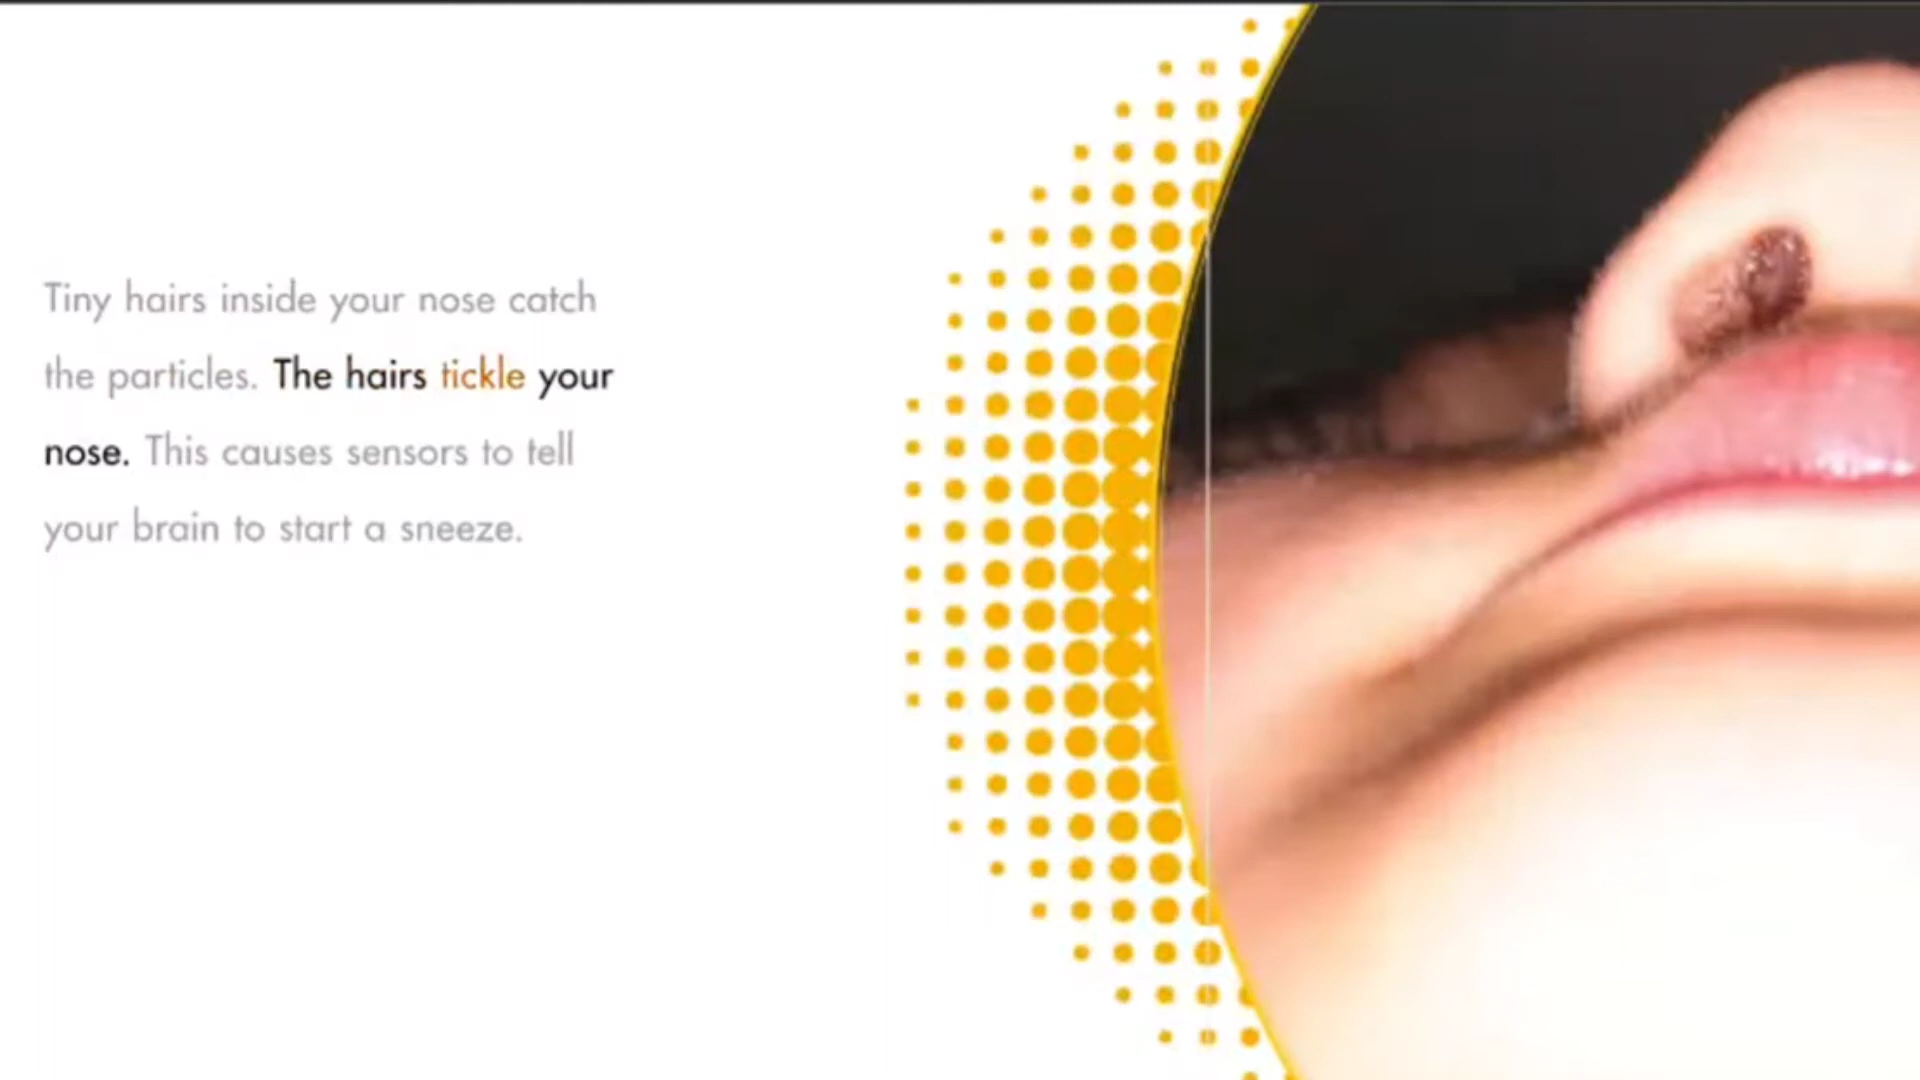 Tiny hairs inside your nose catch
the particles. The hairs tickle your
nose. This causes sensors to tell
your brain to start a sneeze.